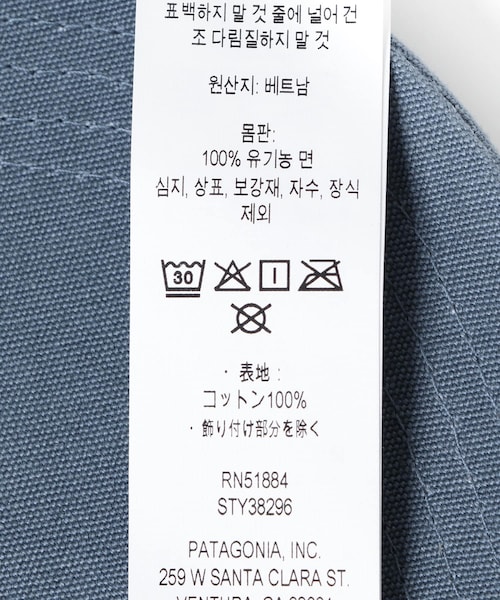 표백하지 말 것 줄에 널어 건
조 다림질하지 말 것
원산지: 베트남
몸판:
100% 유기농 면
심지, 상표, 보강재, 자수, 장식
제외
30
・ 表地 :
コットン100%
・ 飾り付け部分を除く
RN51884
STY38296
PATAGONIA, INC.
259 W SANTA CLARA ST.
VENTURA, CA